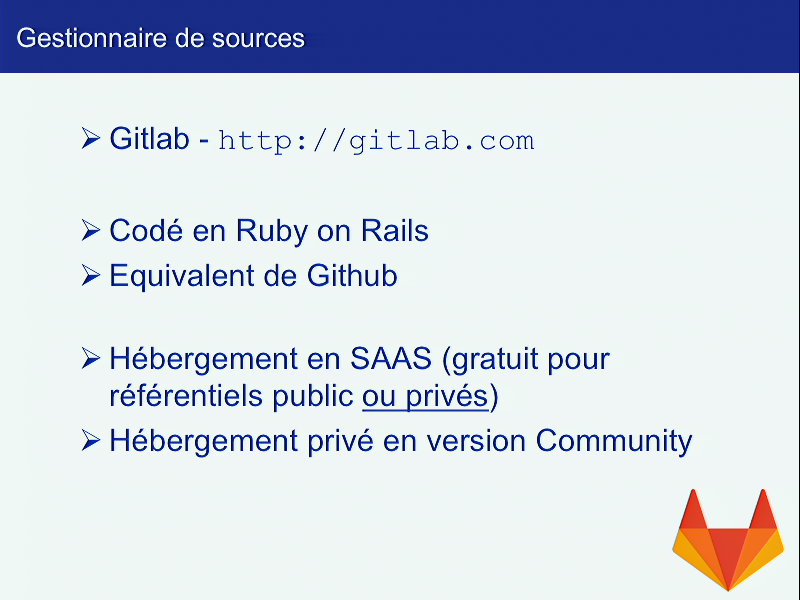 Gestionnaire de sources
Gitlab - http://gitlab.com
Codé en Ruby on Rails
Equivalent de Github
Hébergement en SAAS (gratuit pour
référentiels public ou privés)
Hébergement privé en version Community